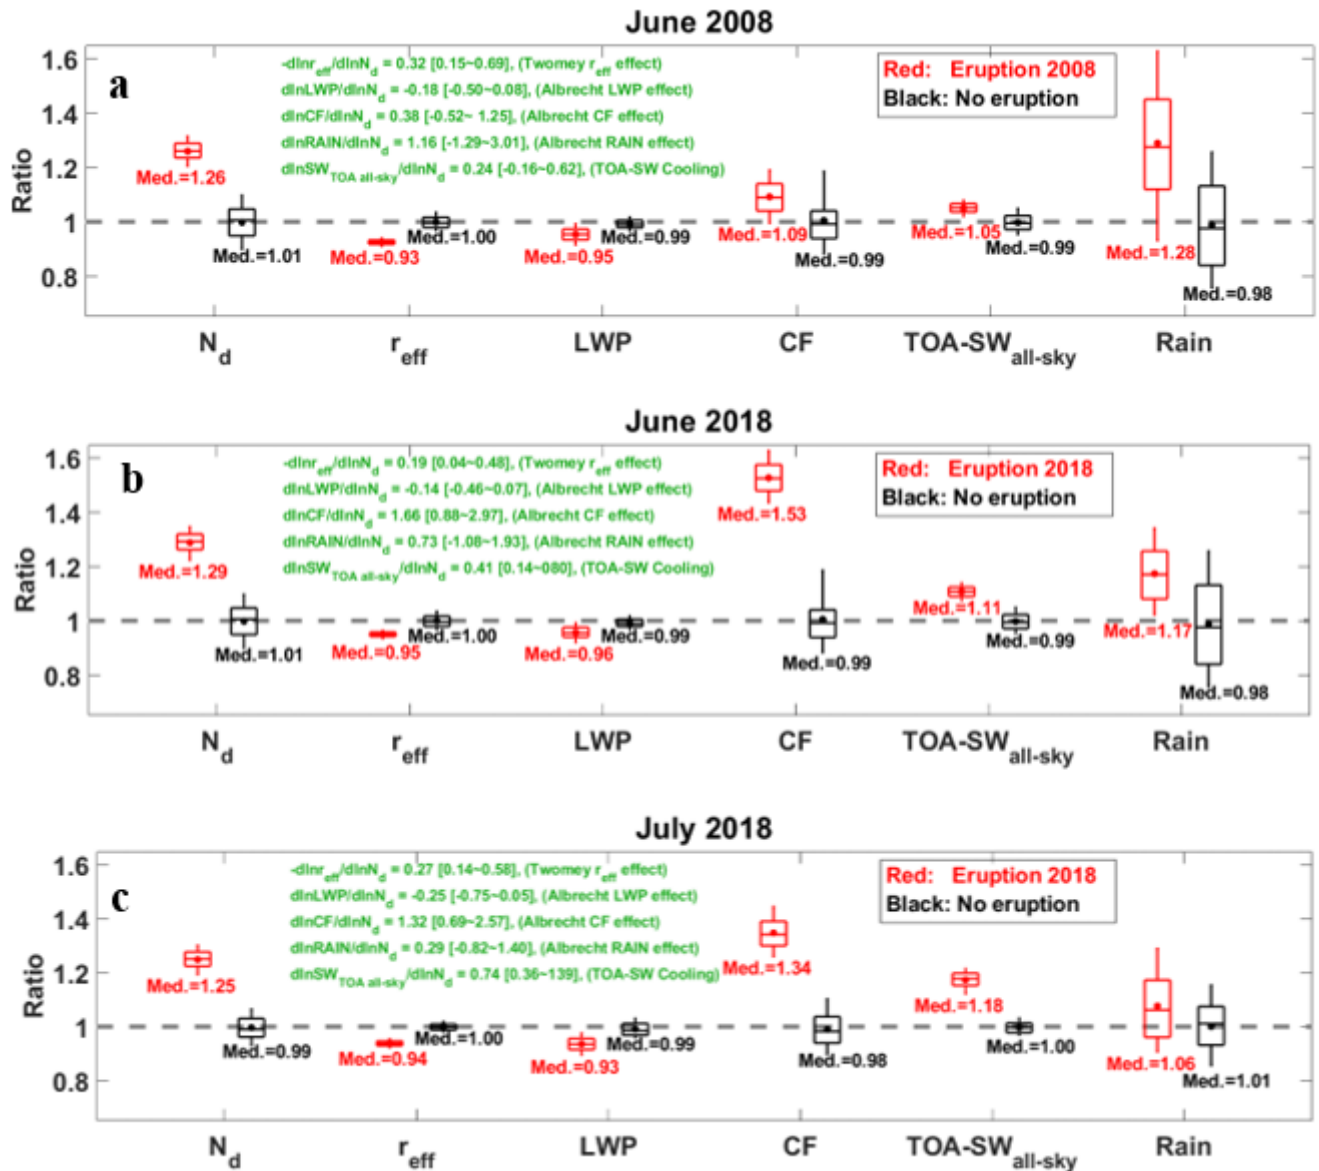 June 2008
a
-dlnr_eff/dlnN_d = 0.32 [0.15~0.69], (Twomey r_eff effect)
dlnLWP/dlnN_d = -0.18 [-0.50~0.08], (Albrecht LWP effect)
dlnCF/dlnN_d = 0.38 [-0.52~ 1.25], (Albrecht CF effect)
dlnRAIN/dlnN_d = 1.16 [-1.29~3.01], (Albrecht RAIN effect)
dlnSW_TOA all-sky/dlnN_d = 0.24 [-0.16~0.62], (TOA-SW Cooling)
Red: Eruption 2008
Black: No eruption
Ratio
1.6
1.4
1.2
1
0.8
Med.=1.26
Med.=1.01
Med.=0.93
Med.=1.00
Med.=0.95
Med.=0.99
Med.=1.09
Med.=0.99
Med.=1.05
Med.=0.99
Med.=1.28
Med.=0.98
N_d r_eff LWP CF TOA-SW_all-sky Rain
June 2018
b
-dlnr_eff/dlnN_d = 0.19 [0.04~0.48], (Twomey r_eff effect)
dlnLWP/dlnN_d = -0.14 [-0.46~0.07], (Albrecht LWP effect)
dlnCF/dlnN_d = 1.66 [0.88~2.97], (Albrecht CF effect)
dlnRAIN/dlnN_d = 0.73 [-1.08~1.93], (Albrecht RAIN effect)
dlnSW_TOA all-sky/dlnN_d = 0.41 [0.14~080], (TOA-SW Cooling)
Red: Eruption 2018
Black: No eruption
Ratio
1.6
1.4
1.2
1
0.8
Med.=1.29
Med.=1.01
Med.=0.95
Med.=1.00
Med.=0.96
Med.=0.99
Med.=1.53
Med.=0.99
Med.=1.11
Med.=0.99
Med.=1.17
Med.=0.98
N_d r_eff LWP CF TOA-SW_all-sky Rain
July 2018
c
-dlnr_eff/dlnN_d = 0.27 [0.14~0.58], (Twomey r_eff effect)
dlnLWP/dlnN_d = -0.25 [-0.75~0.05], (Albrecht LWP effect)
dlnCF/dlnN_d = 1.32 [0.69~2.57], (Albrecht CF effect)
dlnRAIN/dlnN_d = 0.29 [-0.82~1.40], (Albrecht RAIN effect)
dlnSW_TOA all-sky/dlnN_d = 0.74 [0.36~139], (TOA-SW Cooling)
Red: Eruption 2018
Black: No eruption
Ratio
1.6
1.4
1.2
1
0.8
Med.=1.25
Med.=0.99
Med.=0.94
Med.=1.00
Med.=0.93
Med.=0.99
Med.=1.34
Med.=0.98
Med.=1.18
Med.=1.00
Med.=1.06
Med.=1.01
N_d r_eff LWP CF TOA-SW_all-sky Rain